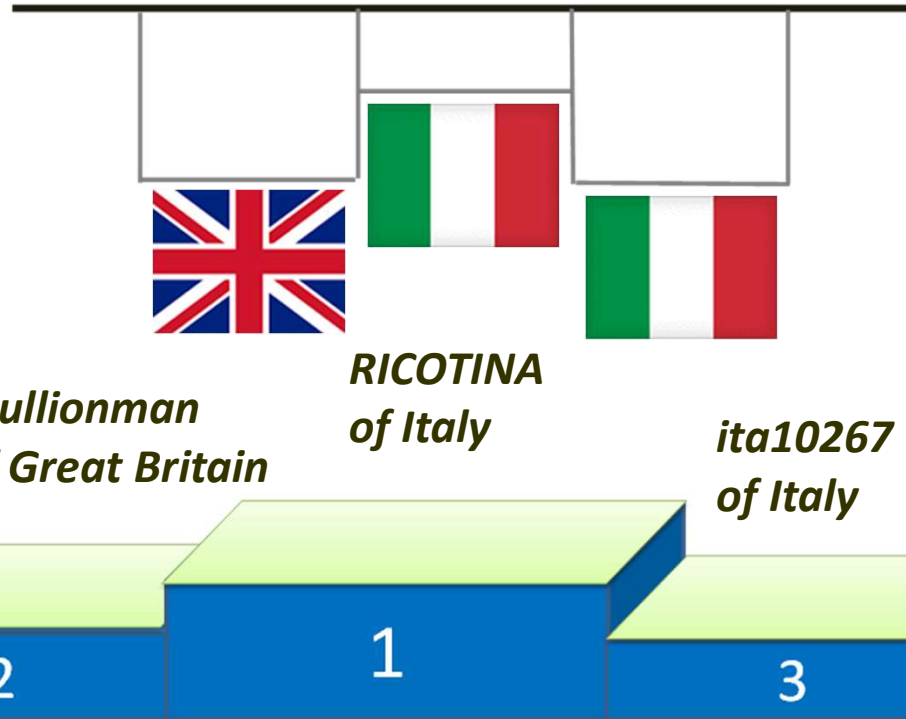 RICOTINA
of Italy
ullionman
Great Britain
ita10267
of Italy
2
1
3